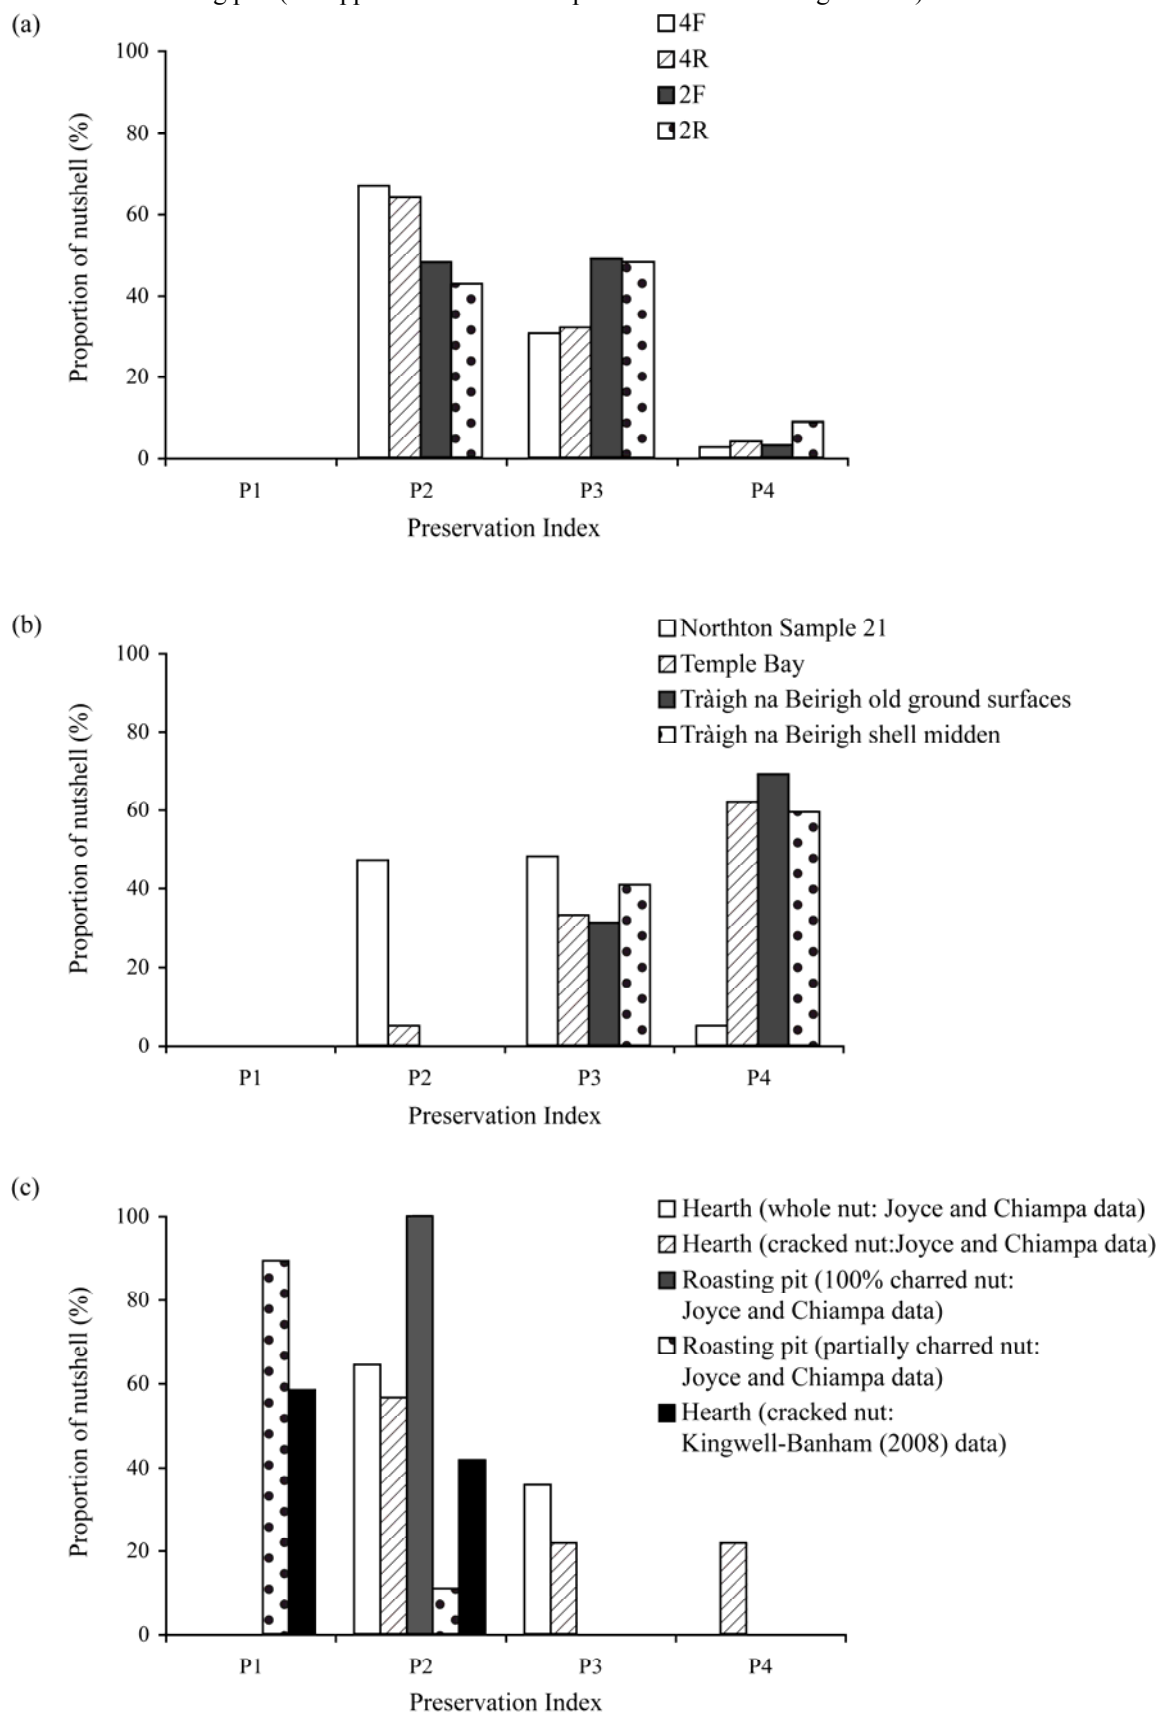 (a)
4F
4R
2F
2R
100
80
60
40
20
0
Proportion of nutshell (%)
P1 P2 P3 P4
Preservation Index
(b)
Northton Sample 21
Temple Bay
Tràigh na Beirigh old ground surfaces
Tràigh na Beirigh shell midden
100
80
60
40
20
0
Proportion of nutshell (%)
P1 P2 P3 P4
Preservation Index
(c)
Hearth (whole nut: Joyce and Chiampa data)
Hearth (cracked nut:Joyce and Chiampa data)
Roasting pit (100% charred nut:
Joyce and Chiampa data)
Roasting pit (partially charred nut:
Joyce and Chiampa data)
Hearth (cracked nut:
Kingwell-Banham (2008) data)
100
80
60
40
20
0
Proportion of nutshell (%)
P1 P2 P3 P4
Preservation Index